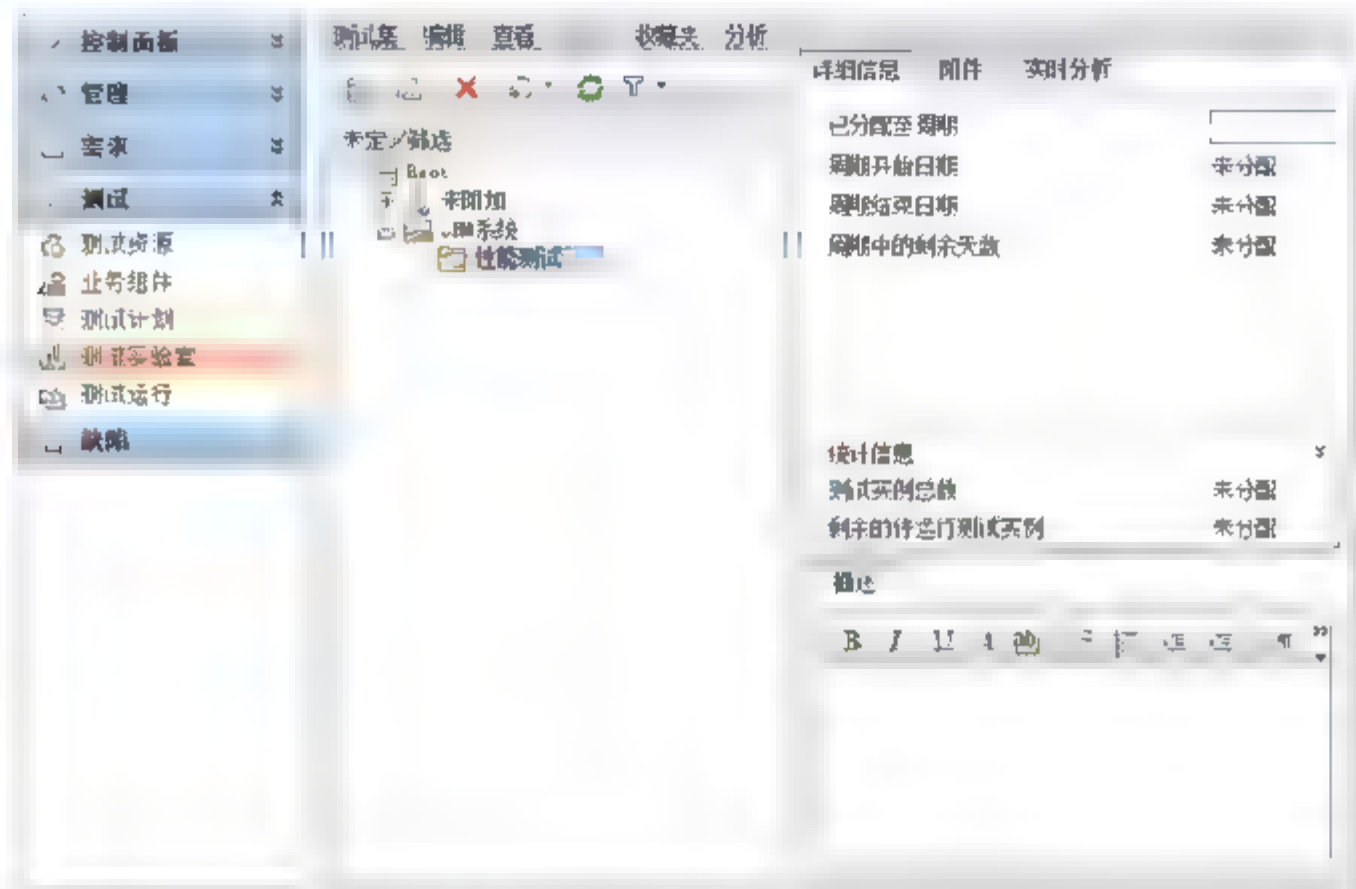 控制面板
管理
需求
测试
测试资源
业务组件
测试计划
测试实验室
测试运行
缺陷
测试集 编辑 查看 收藏夹 分析
未定义筛选
Root
未附加
系统
性能测试
详细信息 附件 实时分析
已分配至周期
周期开始日期 未分配
周期结束日期 未分配
周期中的剩余天数 未分配
统计信息
测试实例总数 未分配
剩余的待运行测试实例 未分配
描述
B I U A ab